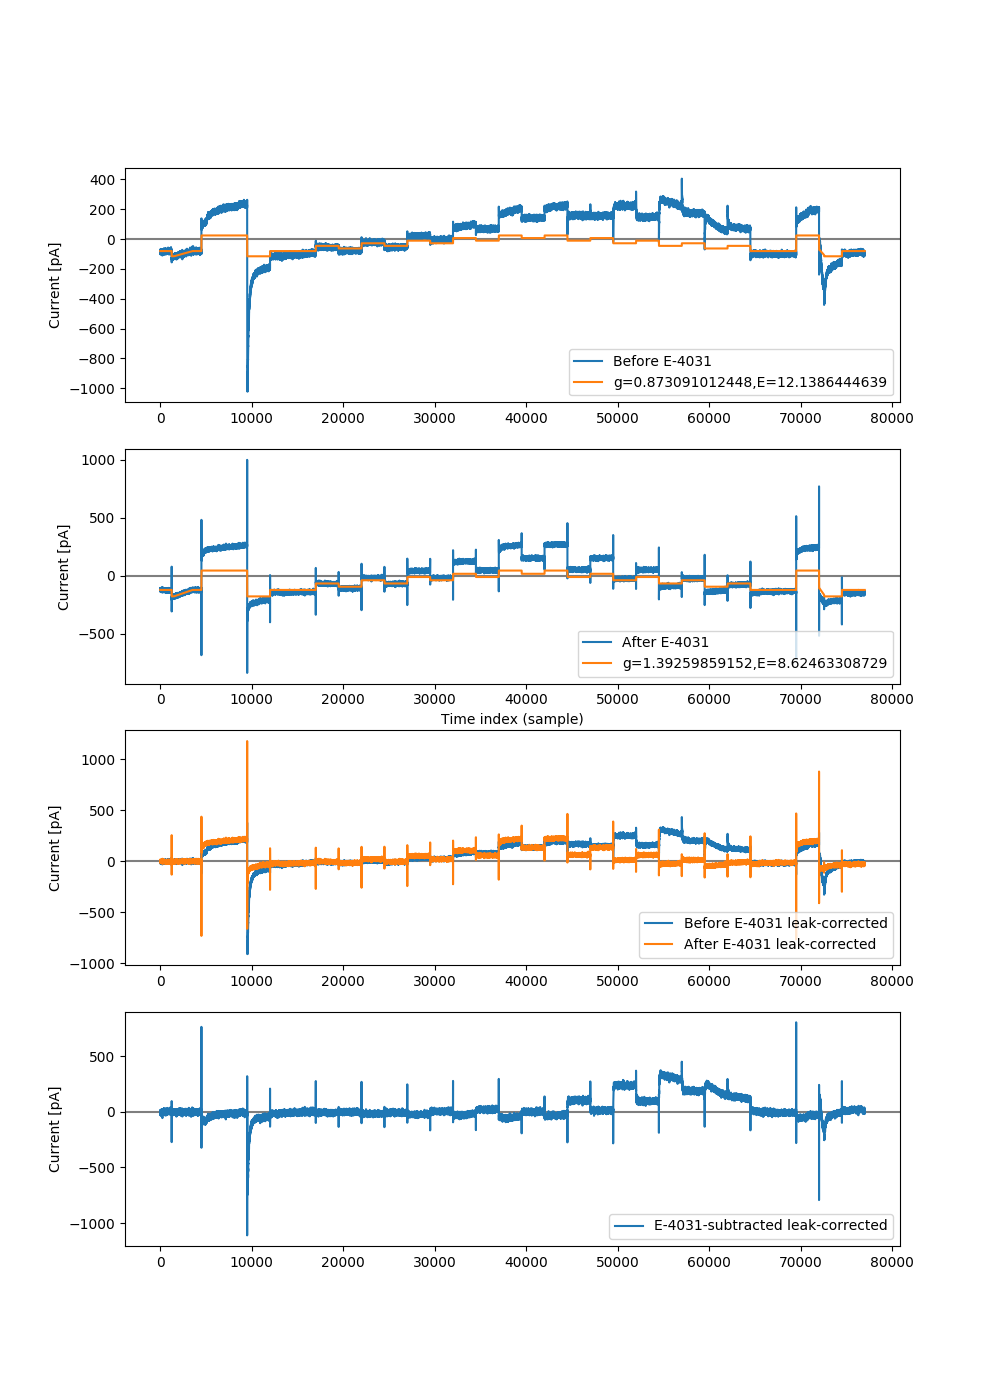 400
200
0
−200
−400
−600
−800
−1000
Current [pA]
Before E-4031
g=0.873091012448,E=12.1386444639
0 10000 20000 30000 40000 50000 60000 70000 80000
1000
500
0
−500
Current [pA]
After E-4031
g=1.39259859152,E=8.62463308729
0 10000 20000 30000 40000 50000 60000 70000 80000
Time index (sample)
1000
500
0
−500
−1000
Current [pA]
Before E-4031 leak-corrected
After E-4031 leak-corrected
0 10000 20000 30000 40000 50000 60000 70000 80000
500
0
−500
−1000
Current [pA]
E-4031-subtracted leak-corrected
0 10000 20000 30000 40000 50000 60000 70000 80000